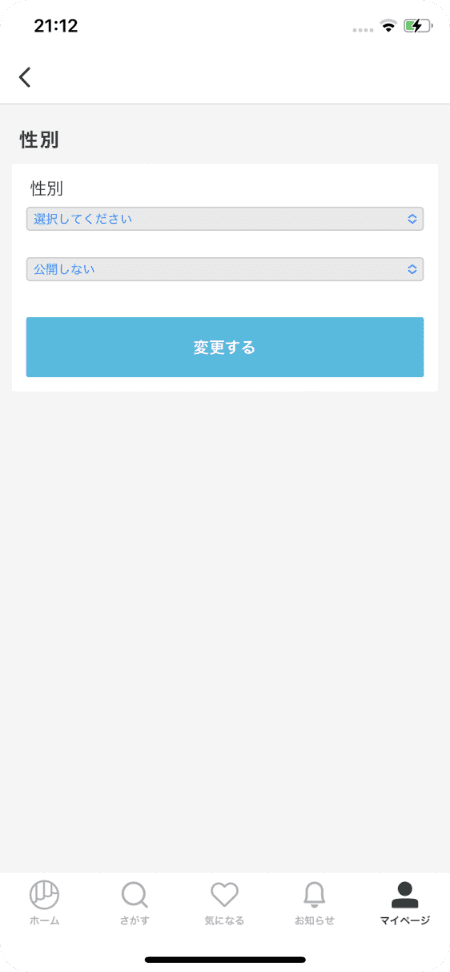 21:12
性別
性別
選択してください
公開しない
変更する
ホーム
さがす
気になる
お知らせ
マイページ